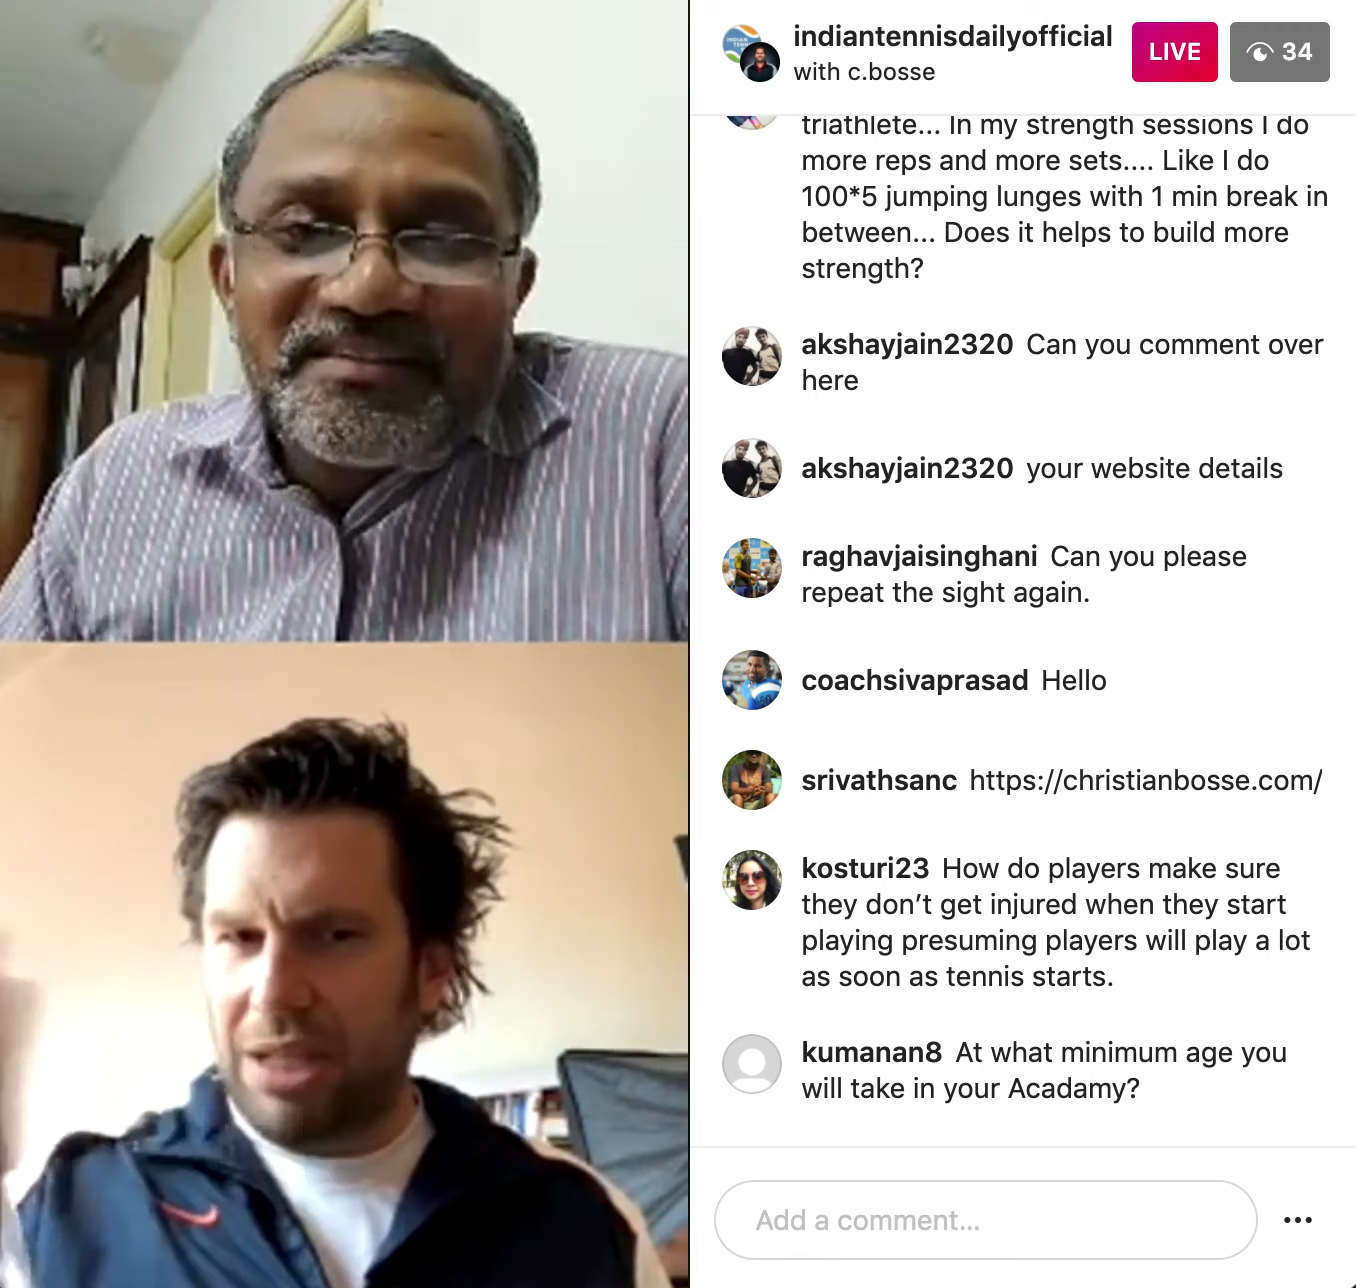 indiantennisdailyofficial
with c.bosse
LIVE
34
triathlete... In my strength sessions I do
more reps and more sets.... Like I do
100*5 jumping lunges with 1 min break in
between... Does it helps to build more
strength?
akshayjain2320 Can you comment over
here
akshayjain2320 your website details
raghavjaisinghani Can you please
repeat the sight again.
coachsivaprasad Hello
srivathsanc https://christianbosse.com/
kosturi23 How do players make sure
they don’t get injured when they start
playing presuming players will play a lot
as soon as tennis starts.
kumanan8 At what minimum age you
will take in your Acadamy?
Add a comment...